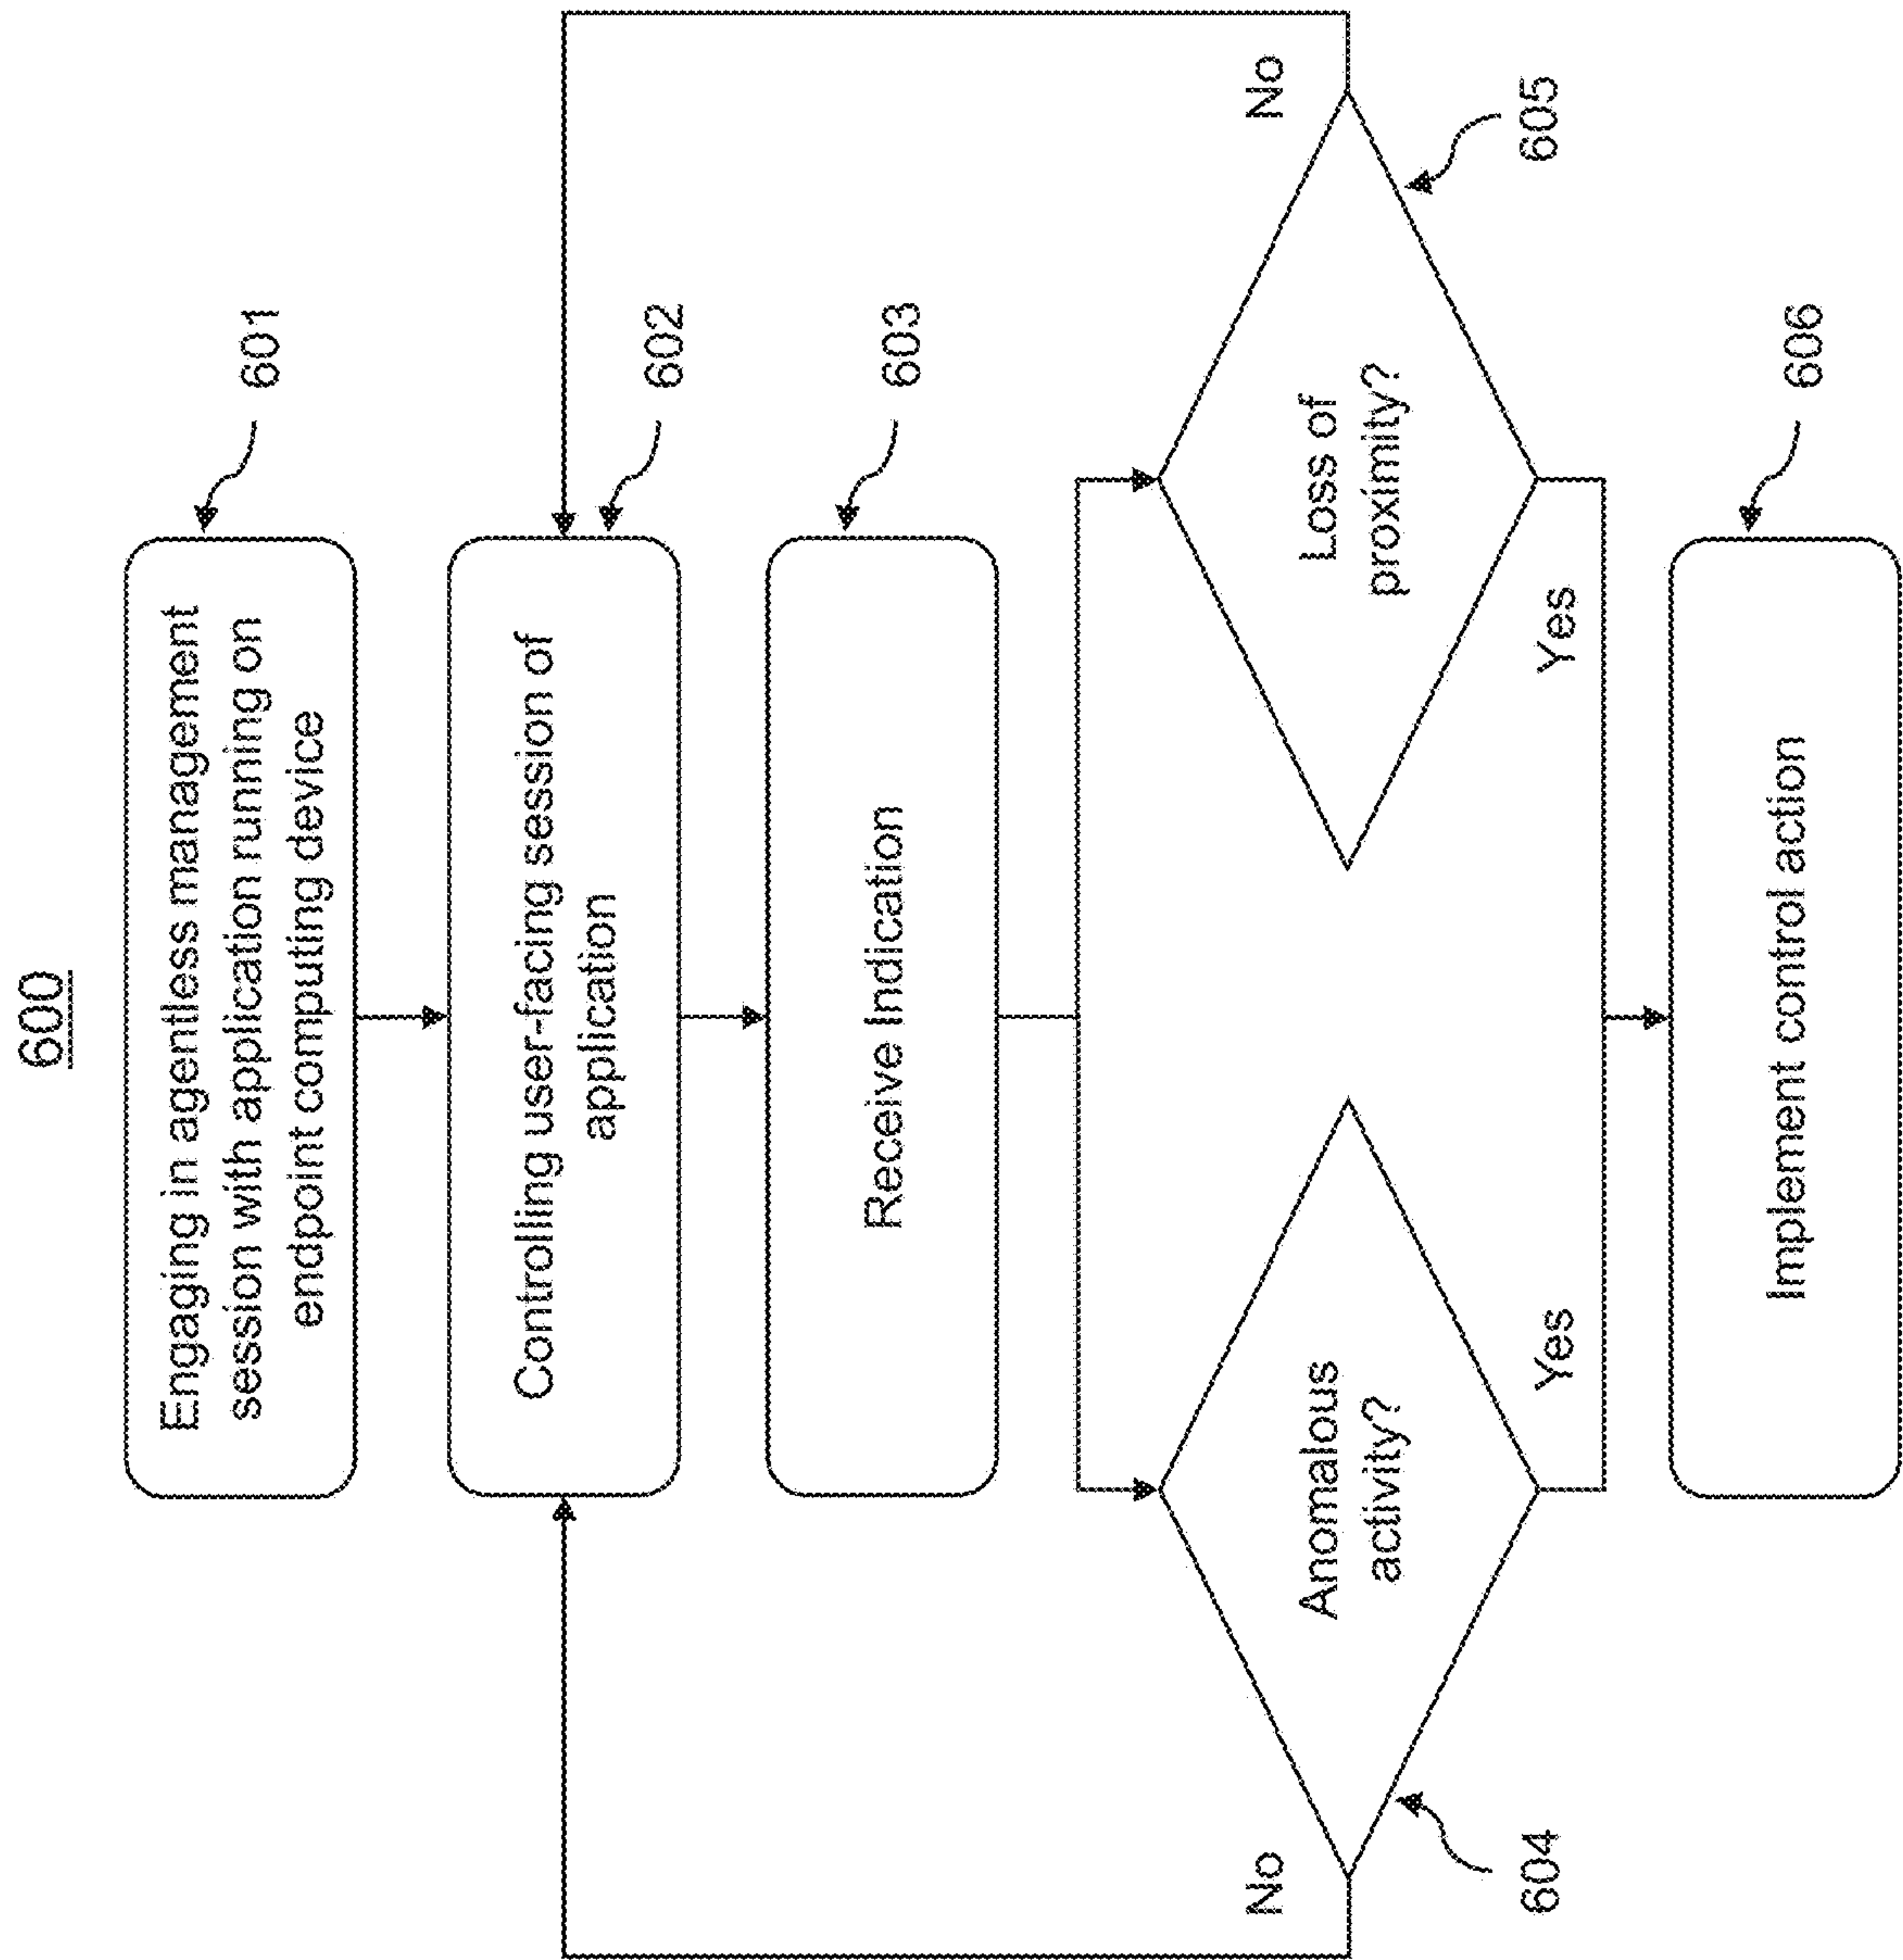 600
Engaging in agentless management
session with application running on
endpoint computing device
601
Controlling user-facing session of
application
602
Receive Indication
603
Anomalous
activity?
604
No
Yes
Loss of
proximity?
605
No
Yes
Implement control action
606